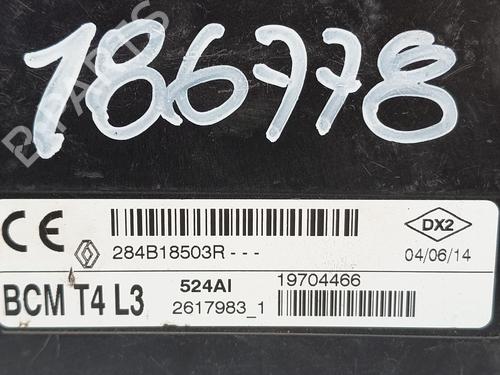 186778
CE
284B18503R---
DX2
04/06/14
BCM T4 L3
524AI
2617983_1
19704466